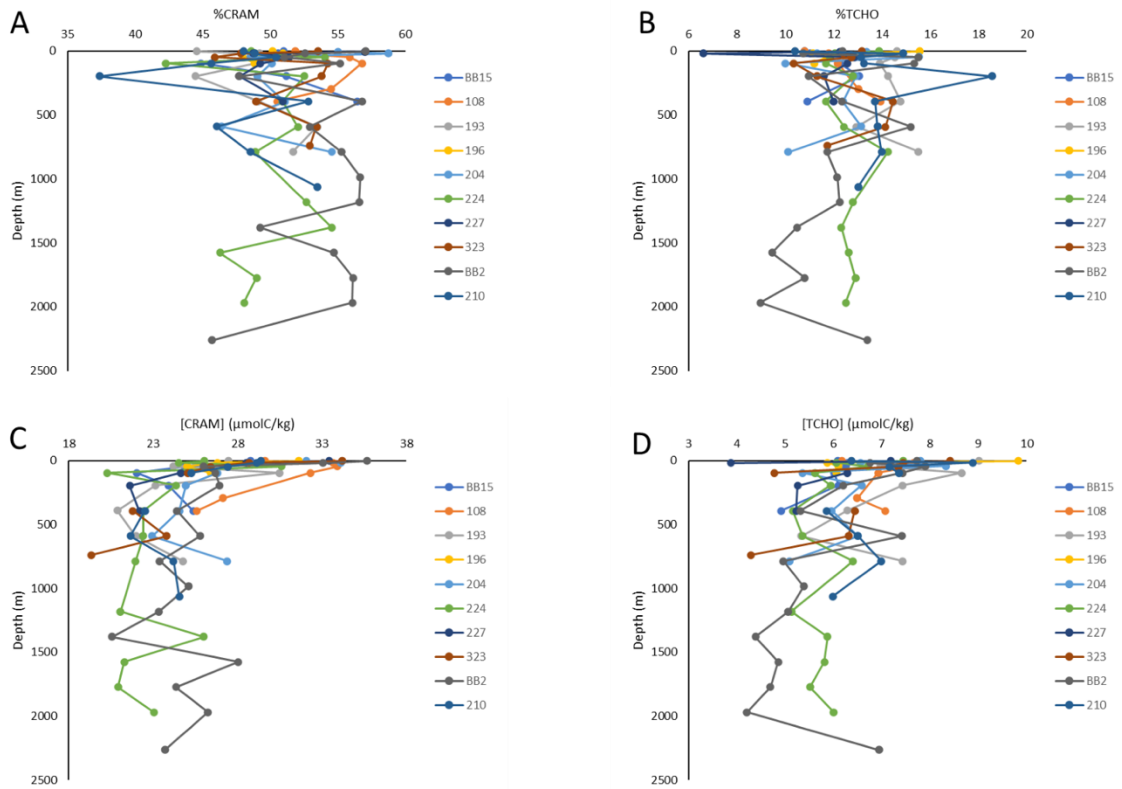 A
%CRAM
35 40 45 50 55 60
0
500
1000
1500
2000
2500
Depth (m)
BB15
108
193
196
204
224
227
323
BB2
210
B
%TCHO
6 8 10 12 14 16 18 20
0
500
1000
1500
2000
2500
Depth (m)
BB15
108
193
196
204
224
227
323
BB2
210
C
[CRAM] (µmolC/kg)
18 23 28 33 38
0
500
1000
1500
2000
2500
Depth (m)
BB15
108
193
196
204
224
227
323
BB2
210
D
[TCHO] (µmolC/kg)
3 4 5 6 7 8 9 10
0
500
1000
1500
2000
2500
Depth (m)
BB15
108
193
196
204
224
227
323
BB2
210